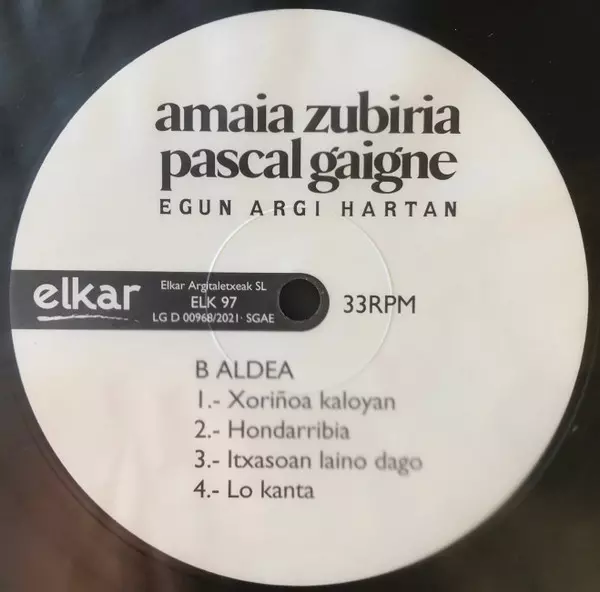 amaia zubiria
pascal gaigne
EGUN ARGI HARTAN
elkar
Elkar Argitaletxeak SL
ELK 97
LG D 00968/2021· SGAE
33RPM
B ALDEA
1.- Xoriñoa kaloyan
2.- Hondarribia
3.- Itxasoan laino dago
4.- Lo kanta